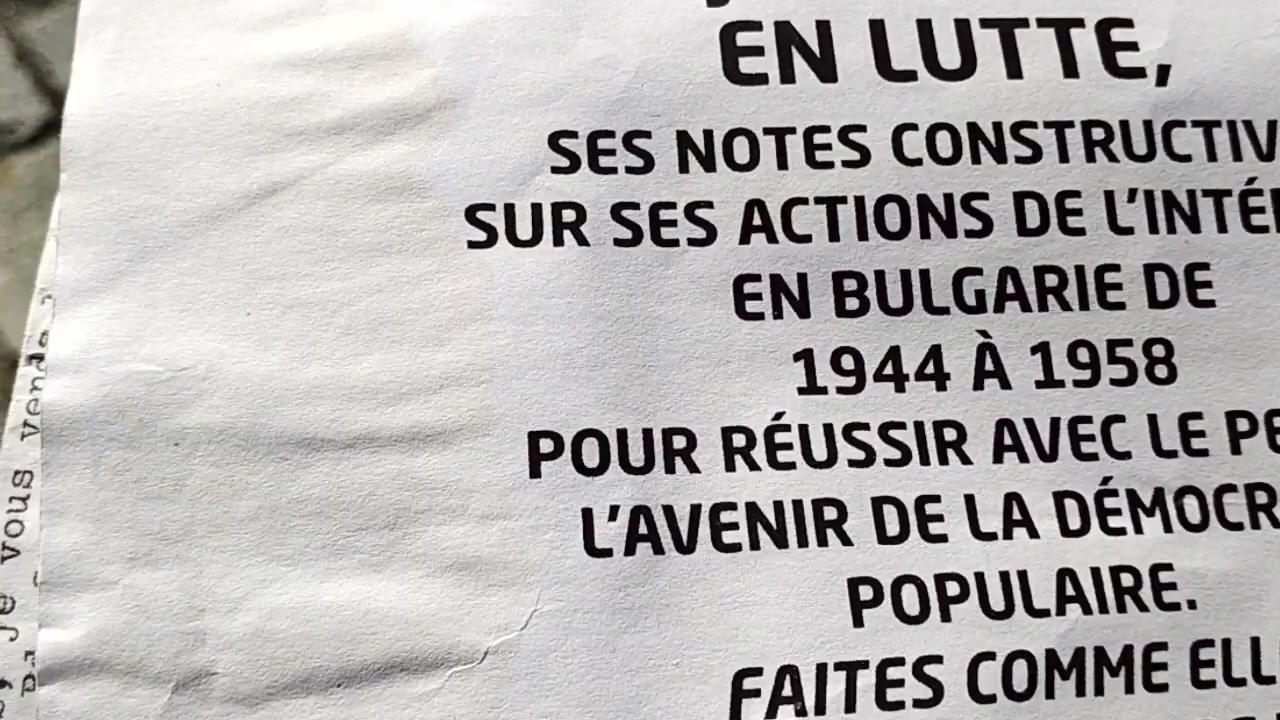 EN LUTTE,
SES NOTES CONSTRUCTIV
SUR SES ACTIONS DE L'INTÉ
EN BULGARIE DE
1944 À 1958
POUR RÉUSSIR AVEC LE PE
L'AVENIR DE LA DÉMOCR
POPULAIRE.
FAITES COMME ELL
je vous vends